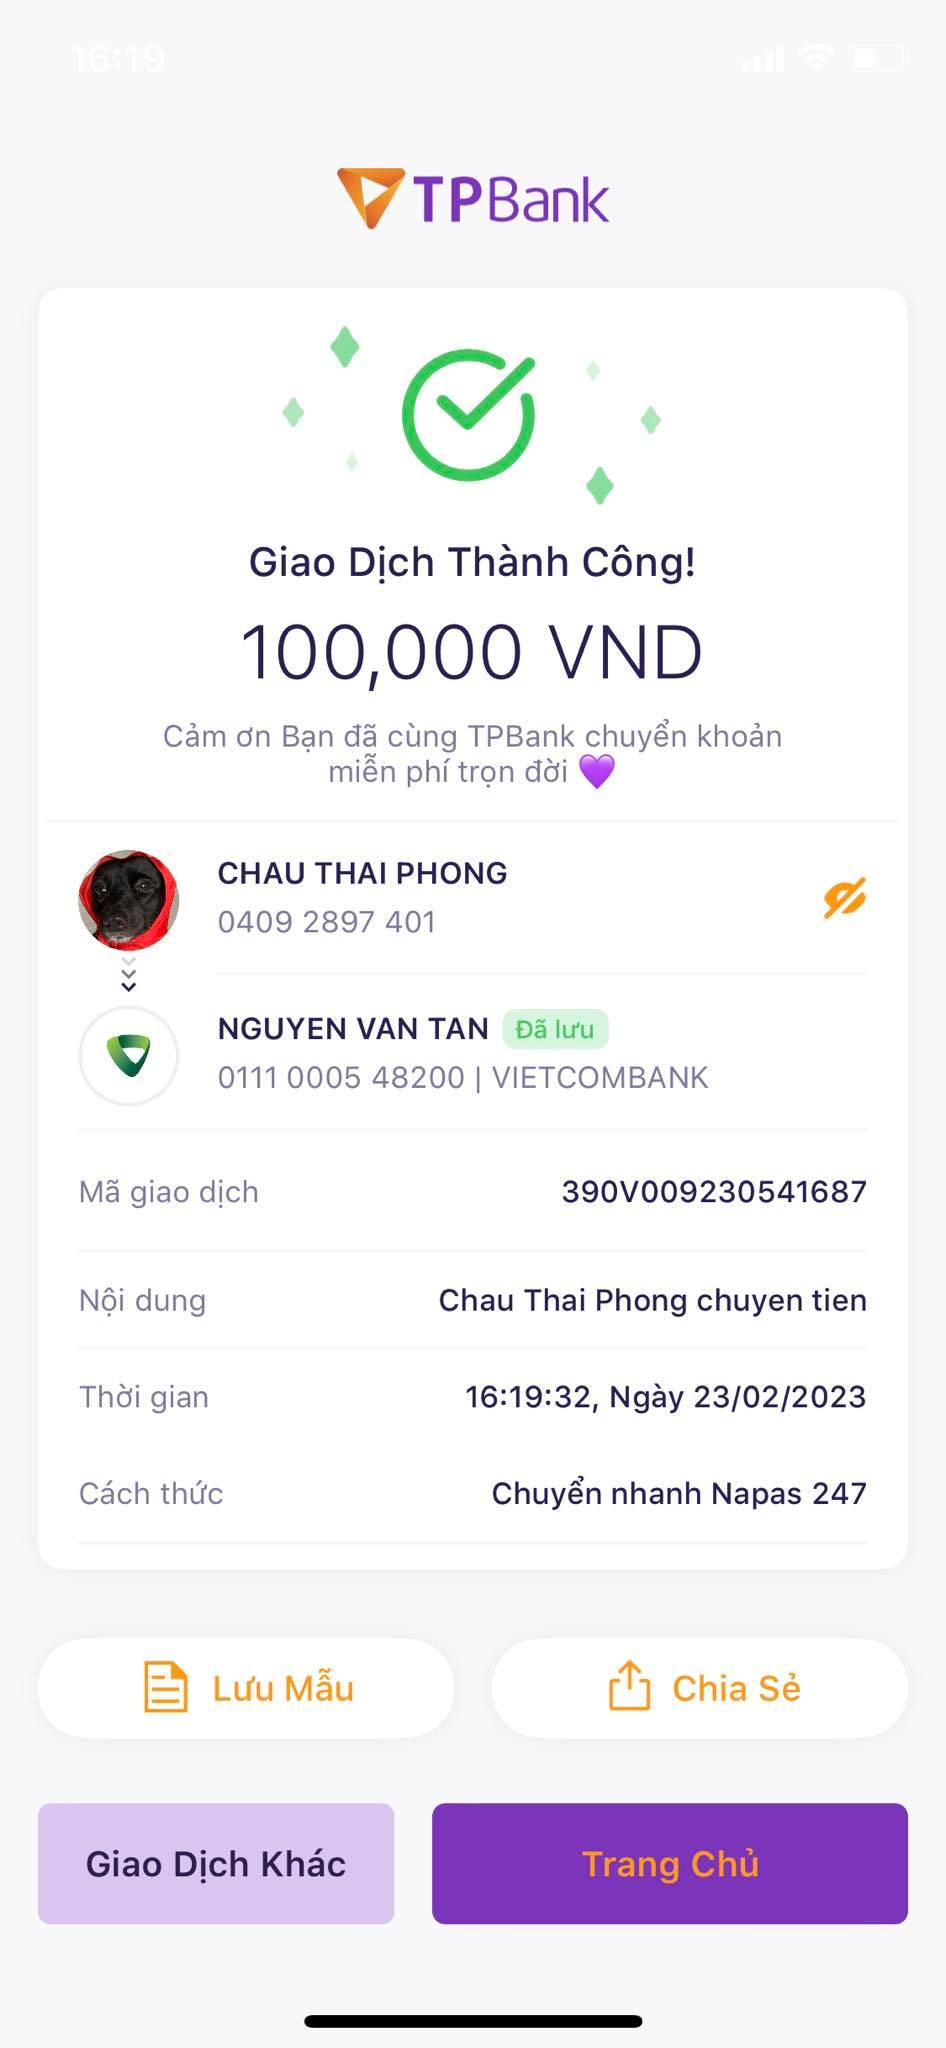 16:19
TPBank
Giao Dịch Thành Công!
100,000 VND
Cảm ơn Bạn đã cùng TPBank chuyển khoản
miễn phí trọn đời 💜
CHAU THAI PHONG
0409 2897 401
NGUYEN VAN TAN Đã lưu
0111 0005 48200 | VIETCOMBANK
Mã giao dịch 390V009230541687
Nội dung Chau Thai Phong chuyen tien
Thời gian 16:19:32, Ngày 23/02/2023
Cách thức Chuyển nhanh Napas 247
Lưu Mẫu Chia Sẻ
Giao Dịch Khác Trang Chủ